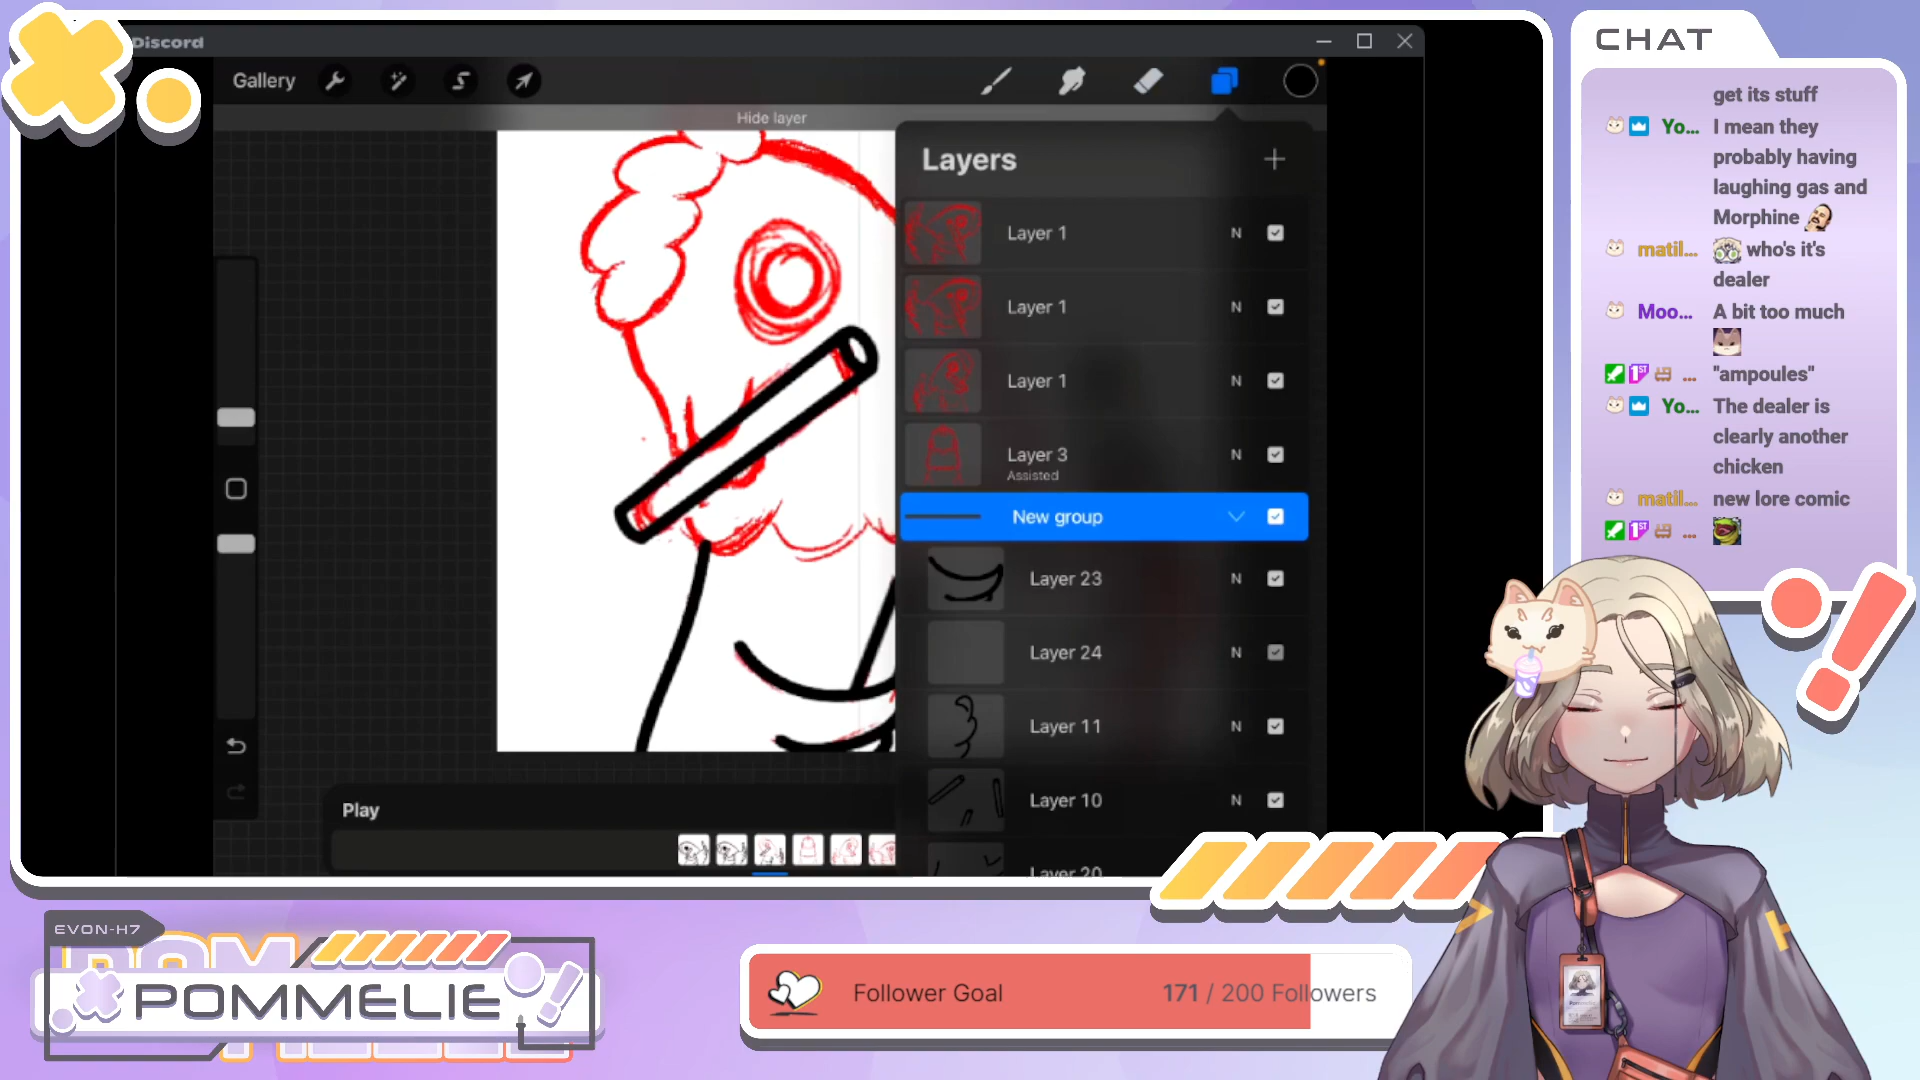 Discord
Gallery
Hide layer
Layers
Layer 1 N
Layer 1 N
Layer 1 N
Layer 3 N
Assisted
New group
Layer 23 N
Layer 24 N
Layer 11 N
Layer 10 N
Layer 20
Play
CHAT
get its stuff
Yo... I mean they
probably having
laughing gas and
Morphine
matil... who's it's
dealer
Moo... A bit too much
1ST ... "ampoules"
Yo... The dealer is
clearly another
chicken
matil... new lore comic
1ST ...
EVON-H7
POMMELIE
Follower Goal 171 / 200 Followers